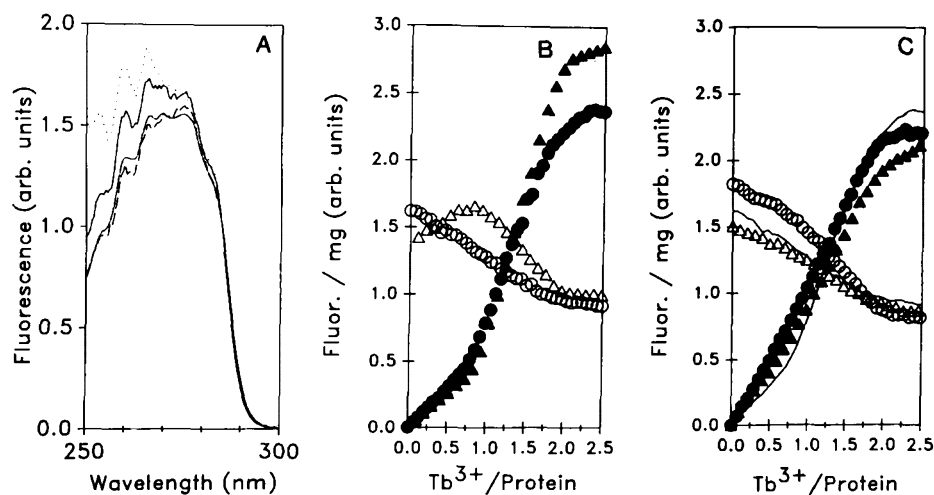 A
Fluorescence (arb. units)
2.0
1.5
1.0
0.5
0.0
250
300
Wavelength (nm)
B
Fluor. / mg (arb. units)
3.0
2.5
2.0
1.5
1.0
0.5
0.0
0.0 0.5 1.0 1.5 2.0 2.5
Tb3+/Protein
C
Fluor. / mg (arb. units)
3.0
2.5
2.0
1.5
1.0
0.5
0.0
0.0 0.5 1.0 1.5 2.0 2.5
Tb3+/Protein